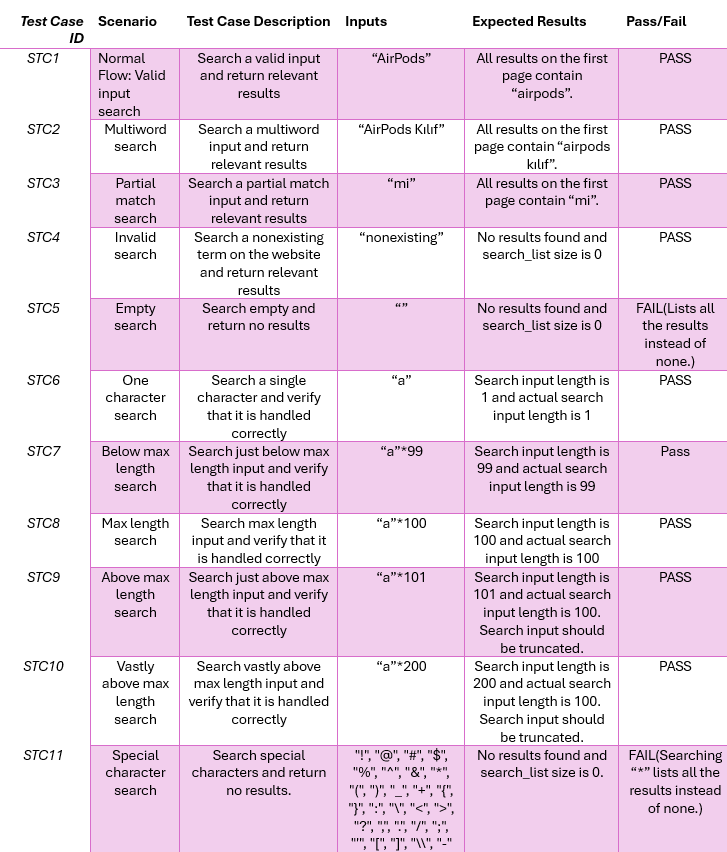 Test Case ID | Scenario | Test Case Description | Inputs | Expected Results | Pass/Fail
STC1 | Normal Flow: Valid input search | Search a valid input and return relevant results | “AirPods” | All results on the first page contain “airpods”. | PASS
STC2 | Multiword search | Search a multiword input and return relevant results | “AirPods Kılıf” | All results on the first page contain “airpods kılıf”. | PASS
STC3 | Partial match search | Search a partial match input and return relevant results | “mi” | All results on the first page contain “mi”. | PASS
STC4 | Invalid search | Search a nonexisting term on the website and return relevant results | “nonexisting” | No results found and search_list size is 0 | PASS
STC5 | Empty search | Search empty and return no results | “” | No results found and search_list size is 0 | FAIL(Lists all the results instead of none.)
STC6 | One character search | Search a single character and verify that it is handled correctly | “a” | Search input length is 1 and actual search input length is 1 | PASS
STC7 | Below max length search | Search just below max length input and verify that it is handled correctly | “a”*99 | Search input length is 99 and actual search input length is 99 | Pass
STC8 | Max length search | Search max length input and verify that it is handled correctly | “a”*100 | Search input length is 100 and actual search input length is 100 | PASS
STC9 | Above max length search | Search just above max length input and verify that it is handled correctly | “a”*101 | Search input length is 101 and actual search input length is 100. Search input should be truncated. | PASS
STC10 | Vastly above max length search | Search vastly above max length input and verify that it is handled correctly | “a”*200 | Search input length is 200 and actual search input length is 100. Search input should be truncated. | PASS
STC11 | Special character search | Search special characters and return no results. | "!", "@", "#", "$", "%", "^", "&", "*", "(", ")", "_", "+", "{", "}", ":", "\", "<", ">", "?", ",", ".", "/", ";", "'", "[", "]", "\\", "-" | No results found and search_list size is 0. | FAIL(Searching “*” lists all the results instead of none.)